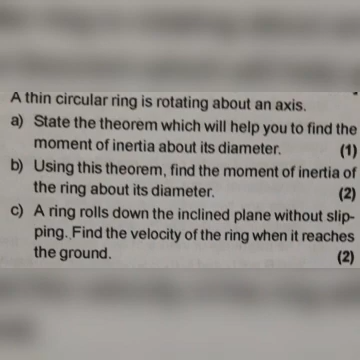 A thin circular ring is rotating about an axis.
a) State the theorem which will help you to find the
moment of inertia about its diameter. (1)
b) Using this theorem, find the moment of inertia of
the ring about its diameter. (2)
c) A ring rolls down the inclined plane without slip-
ping. Find the velocity of the ring when it reaches
the ground. (2)